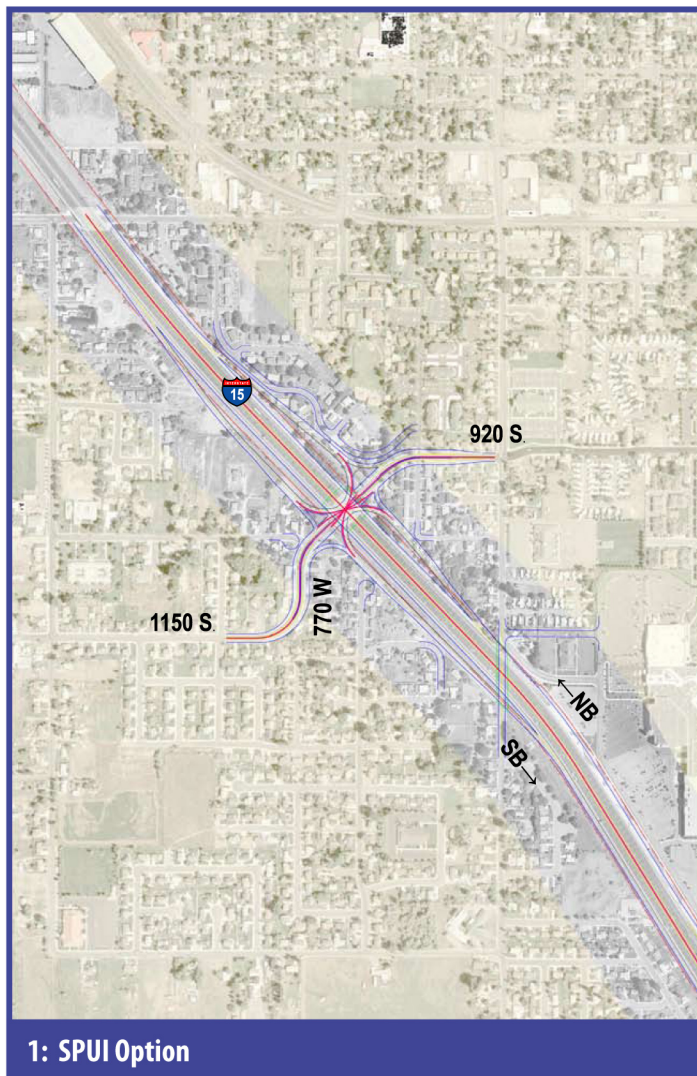 INTERSTATE
15
920 S.
1150 S.
770 W
←NB
SB→
1: SPUI Option